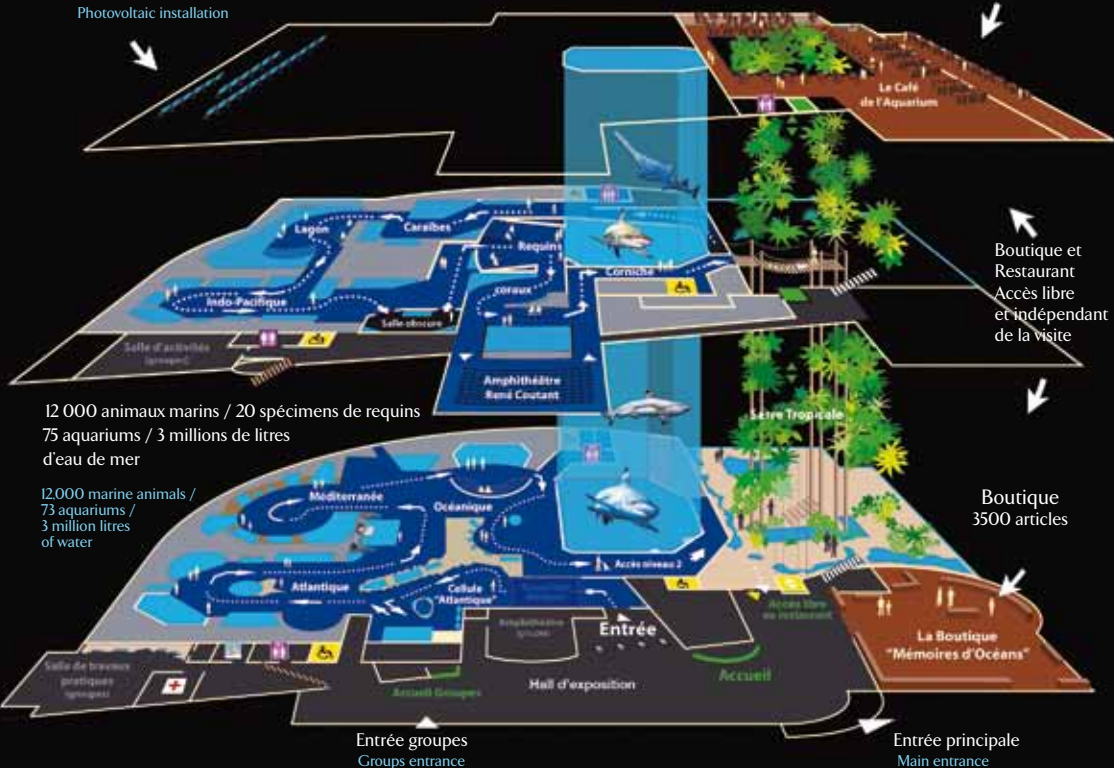 Photovoltaic installation
Le Café
de l'Aquarium
Lagon
Caraïbes
Requins
Corniche
coraux
Indo-Pacifique
Salle obscure
Boutique et
Restaurant
Accès libre
et indépendant
de la visite
Salle d'activités
(groupes)
Amphithéâtre
René Coutant
12 000 animaux marins / 20 spécimens de requins
75 aquariums / 3 millions de litres
d'eau de mer
Serre Tropicale
12,000 marine animals /
73 aquariums /
3 million litres
of water
Méditerranée
Océanique
Boutique
3500 articles
Accès niveau 2
Atlantique
Cellule
"Atlantique"
Accès libre
au restaurant
Amphithéâtre
Entrée
La Boutique
"Mémoires d'Océans"
Salle de travaux
pratiques
(groupes)
Accueil Groupes
Hall d'exposition
Accueil
Entrée groupes
Groups entrance
Entrée principale
Main entrance